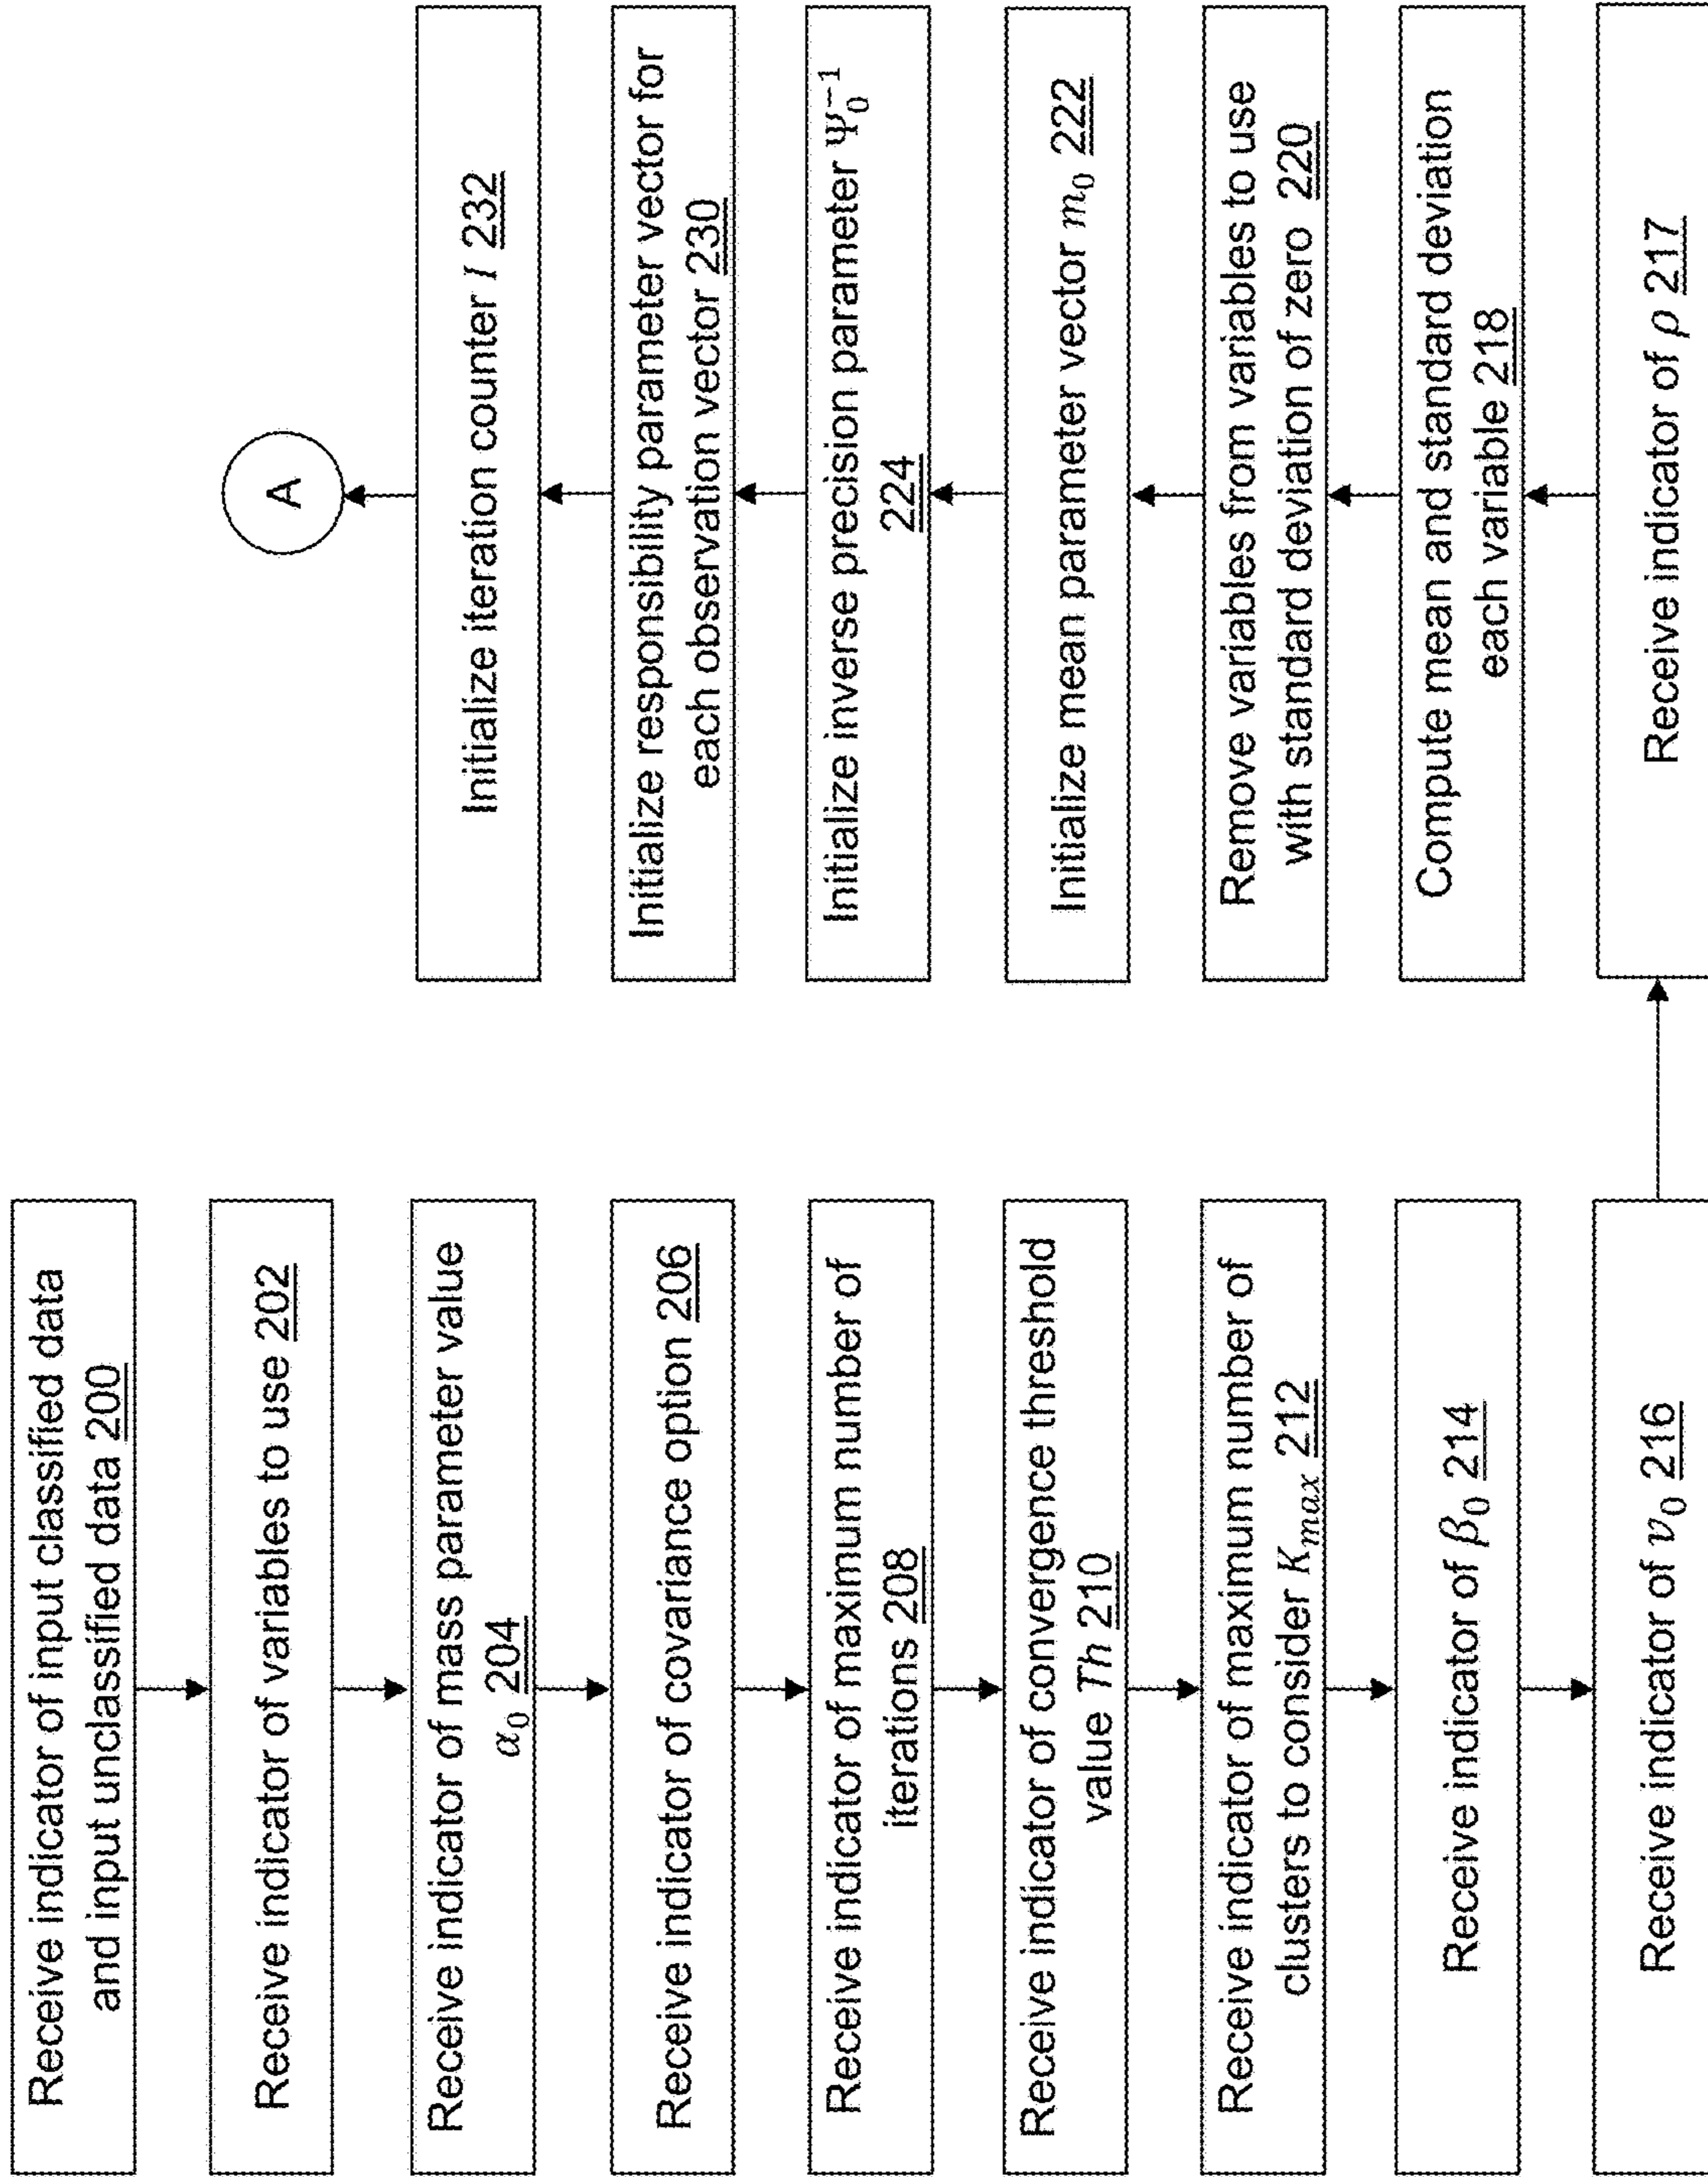 Receive indicator of input classified data
and input unclassified data 200
Receive indicator of variables to use 202
Receive indicator of mass parameter value
α₀ 204
Receive indicator of covariance option 206
Receive indicator of maximum number of
iterations 208
Receive indicator of convergence threshold
value Th 210
Receive indicator of maximum number of
clusters to consider Kₘₐₓ 212
Receive indicator of β₀ 214
Receive indicator of ν₀ 216
Receive indicator of ρ 217
Compute mean and standard deviation
each variable 218
Remove variables from variables to use
with standard deviation of zero 220
Initialize mean parameter vector m₀ 222
Initialize inverse precision parameter Ψ₀⁻¹
224
Initialize responsibility parameter vector for
each observation vector 230
Initialize iteration counter I 232
A